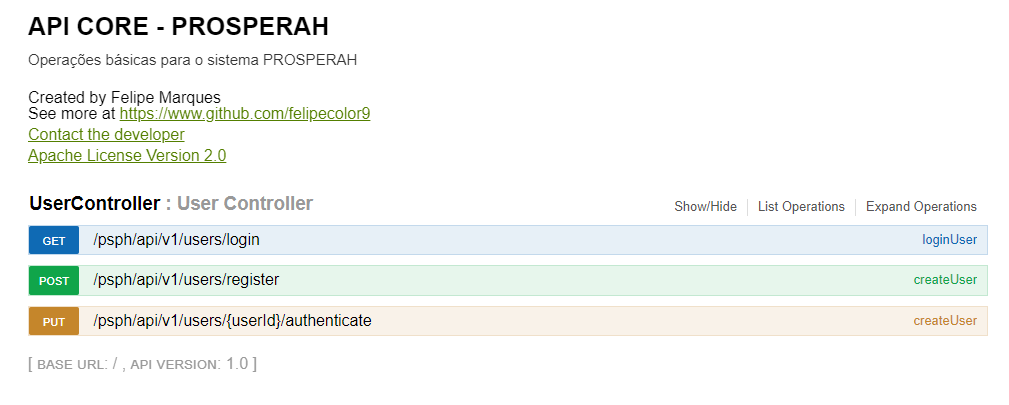 API CORE - PROSPERAH
Operações básicas para o sistema PROSPERAH
Created by Felipe Marques
See more at https://www.github.com/felipecolor9
Contact the developer
Apache License Version 2.0
UserController : User Controller Show/Hide List Operations Expand Operations
GET /psph/api/v1/users/login loginUser
POST /psph/api/v1/users/register createUser
PUT /psph/api/v1/users/{userId}/authenticate createUser
[ BASE URL: / , API VERSION: 1.0 ]